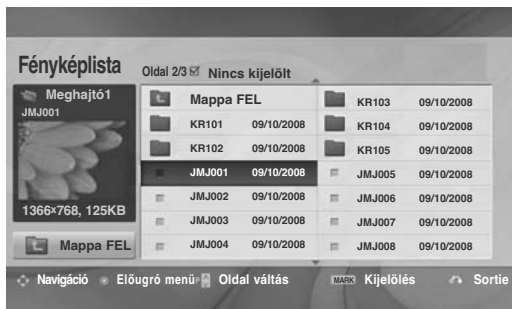 Fényképlista
Oldal 2/3 Nincs kijelölt
Meghajtó1
JMJ001
1366x768, 125KB
Mappa FEL
Mappa FEL
KR101 09/10/2008
KR102 09/10/2008
JMJ001 09/10/2008
JMJ002 09/10/2008
JMJ003 09/10/2008
JMJ004 09/10/2008
KR103 09/10/2008
KR104 09/10/2008
KR105 09/10/2008
JMJ005 09/10/2008
JMJ006 09/10/2008
JMJ007 09/10/2008
JMJ008 09/10/2008
Navigáció Előugró menü Oldal váltás MARK Kijelölés Sortie